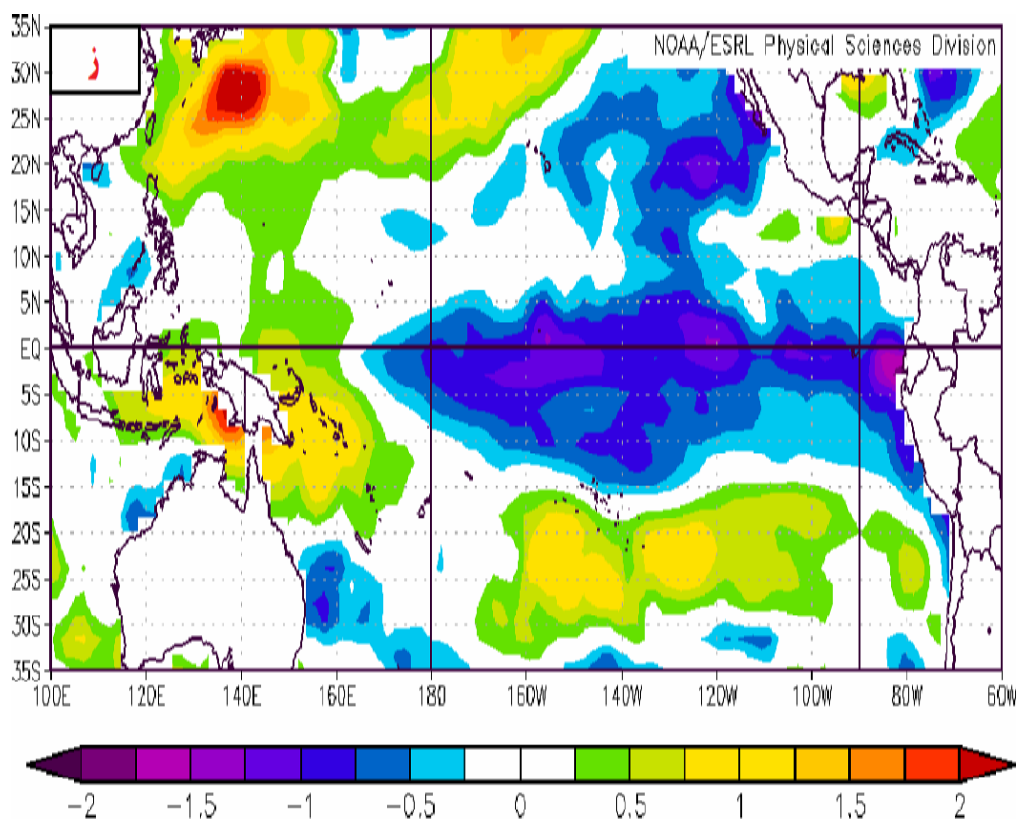 35N
ز
NOAA/ESRL Physical Sciences Division
30N
25N
20N
15N
10N
5N
EQ
5S
10S
15S
20S
25S
30S
35S
100E 120E 140E 160E 180 160W 140W 120W 100W 80W 60W
-2 -1.5 -1 -0.5 0 0.5 1 1.5 2